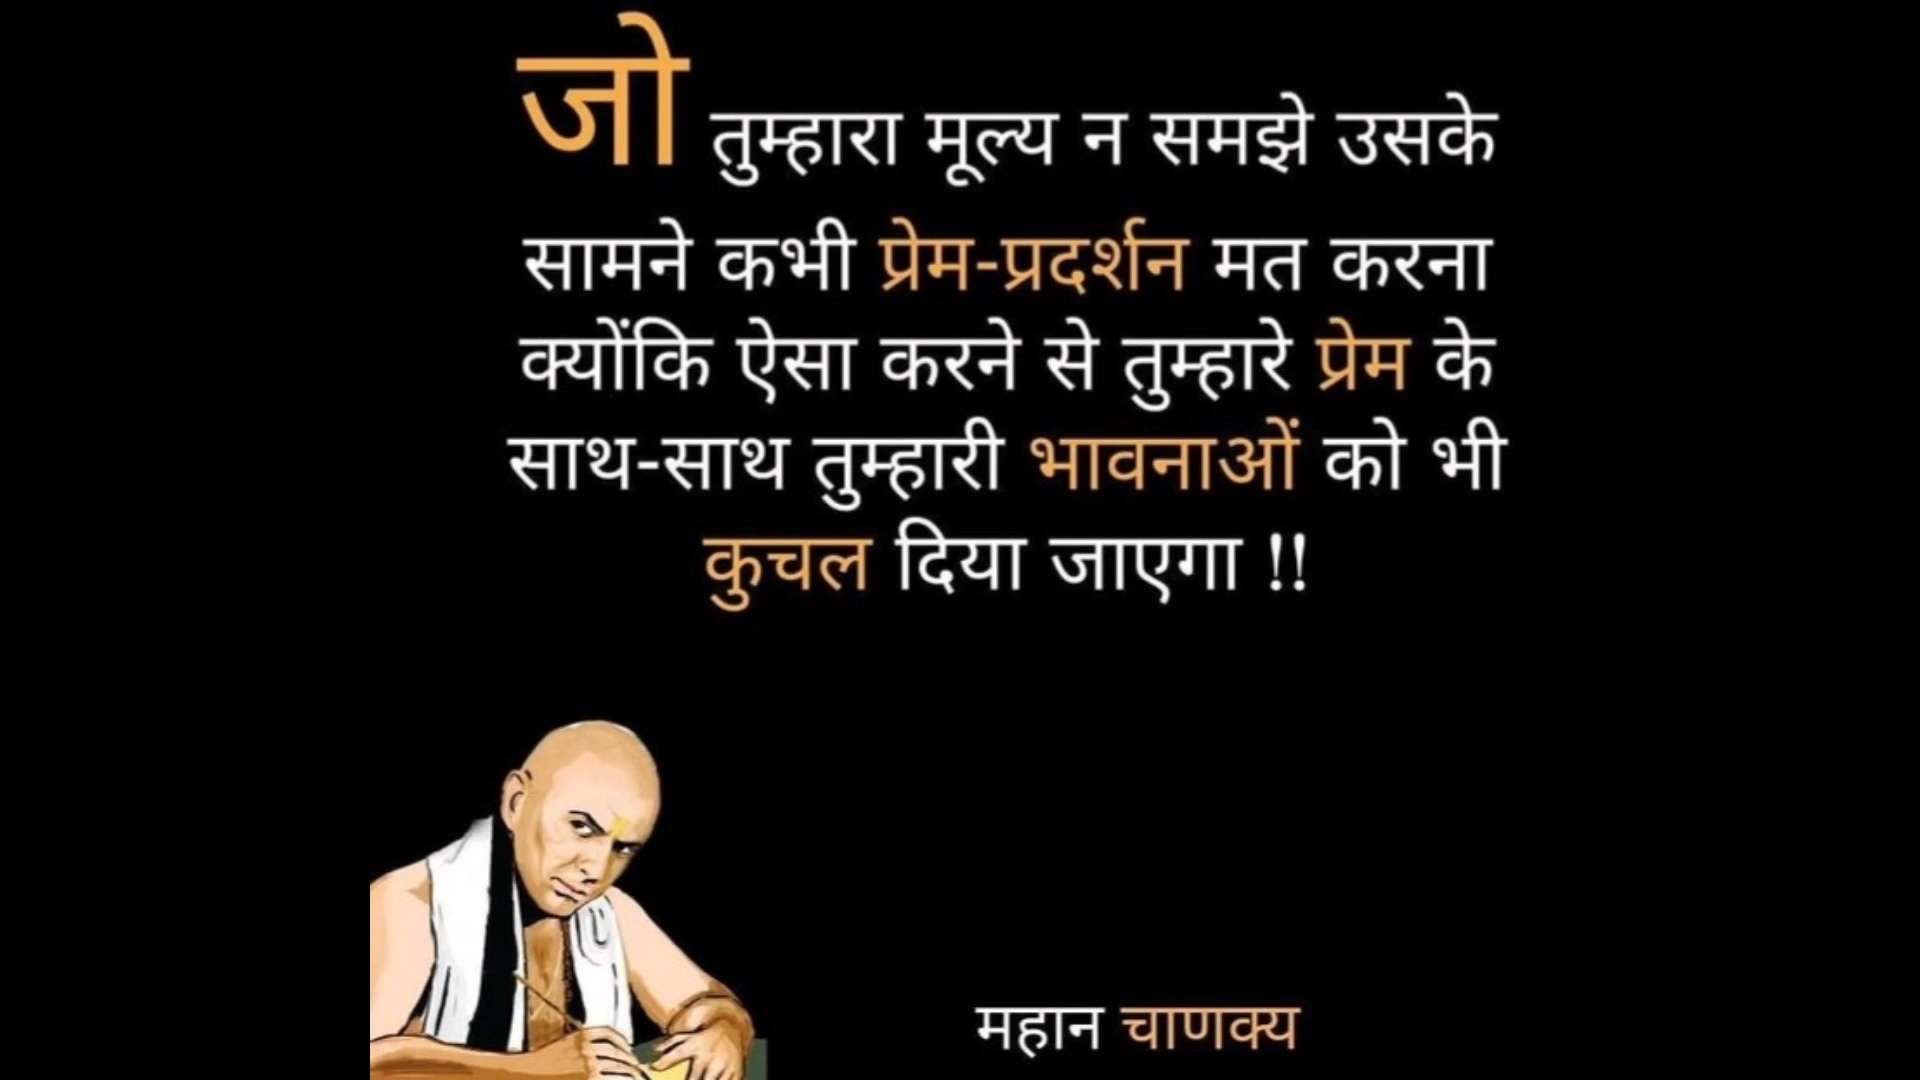 जो तुम्हारा मूल्य न समझे उसके
सामने कभी प्रेम-प्रदर्शन मत करना
क्योंकि ऐसा करने से तुम्हारे प्रेम के
साथ-साथ तुम्हारी भावनाओं को भी
कुचल दिया जाएगा !!
महान चाणक्य